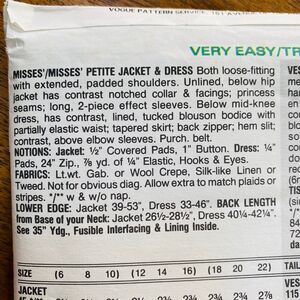 VOGUE PATTERN SERVICE, 161 AVENUE
VERY EASY/TR
MISSES'/MISSES' PETITE JACKET & DRESS Both loose-fitting
with extended, padded shoulders. Unlined, below hip
jacket has contrast notched collar & facings; princess
seams; long, 2-piece effect sleeves. Below mid-knee
dress, has contrast, lined, tucked blouson bodice with
partially elastic waist; tapered skirt; back zipper; hem slit;
contrast, above elbow sleeves. Purch. belt.
NOTIONS: Jacket: ½" Covered Pads, 1" Button. Dress: ¼"
Pads, 24" Zip., ⅞ yd. of ¼" Elastic, Hooks & Eyes.
FABRICS: Lt.wt. Gab. or Wool Crepe, Silk-like Linen or
Tweed. Not for obvious diag. Allow extra to match plaids or
stripes. */** w & w/o nap.
LOWER EDGE: Jacket 39-53", Dress 33-46". BACK LENGTH
from Base of your Neck: Jacket 26½-28½", Dress 40¼-42¼".
See 35" Ydg., Fusible Interfacing & Lining Inside.
SIZE (6 8 10) (12 14 16) (18 20 22)
JACKET
TAIL
VES
115